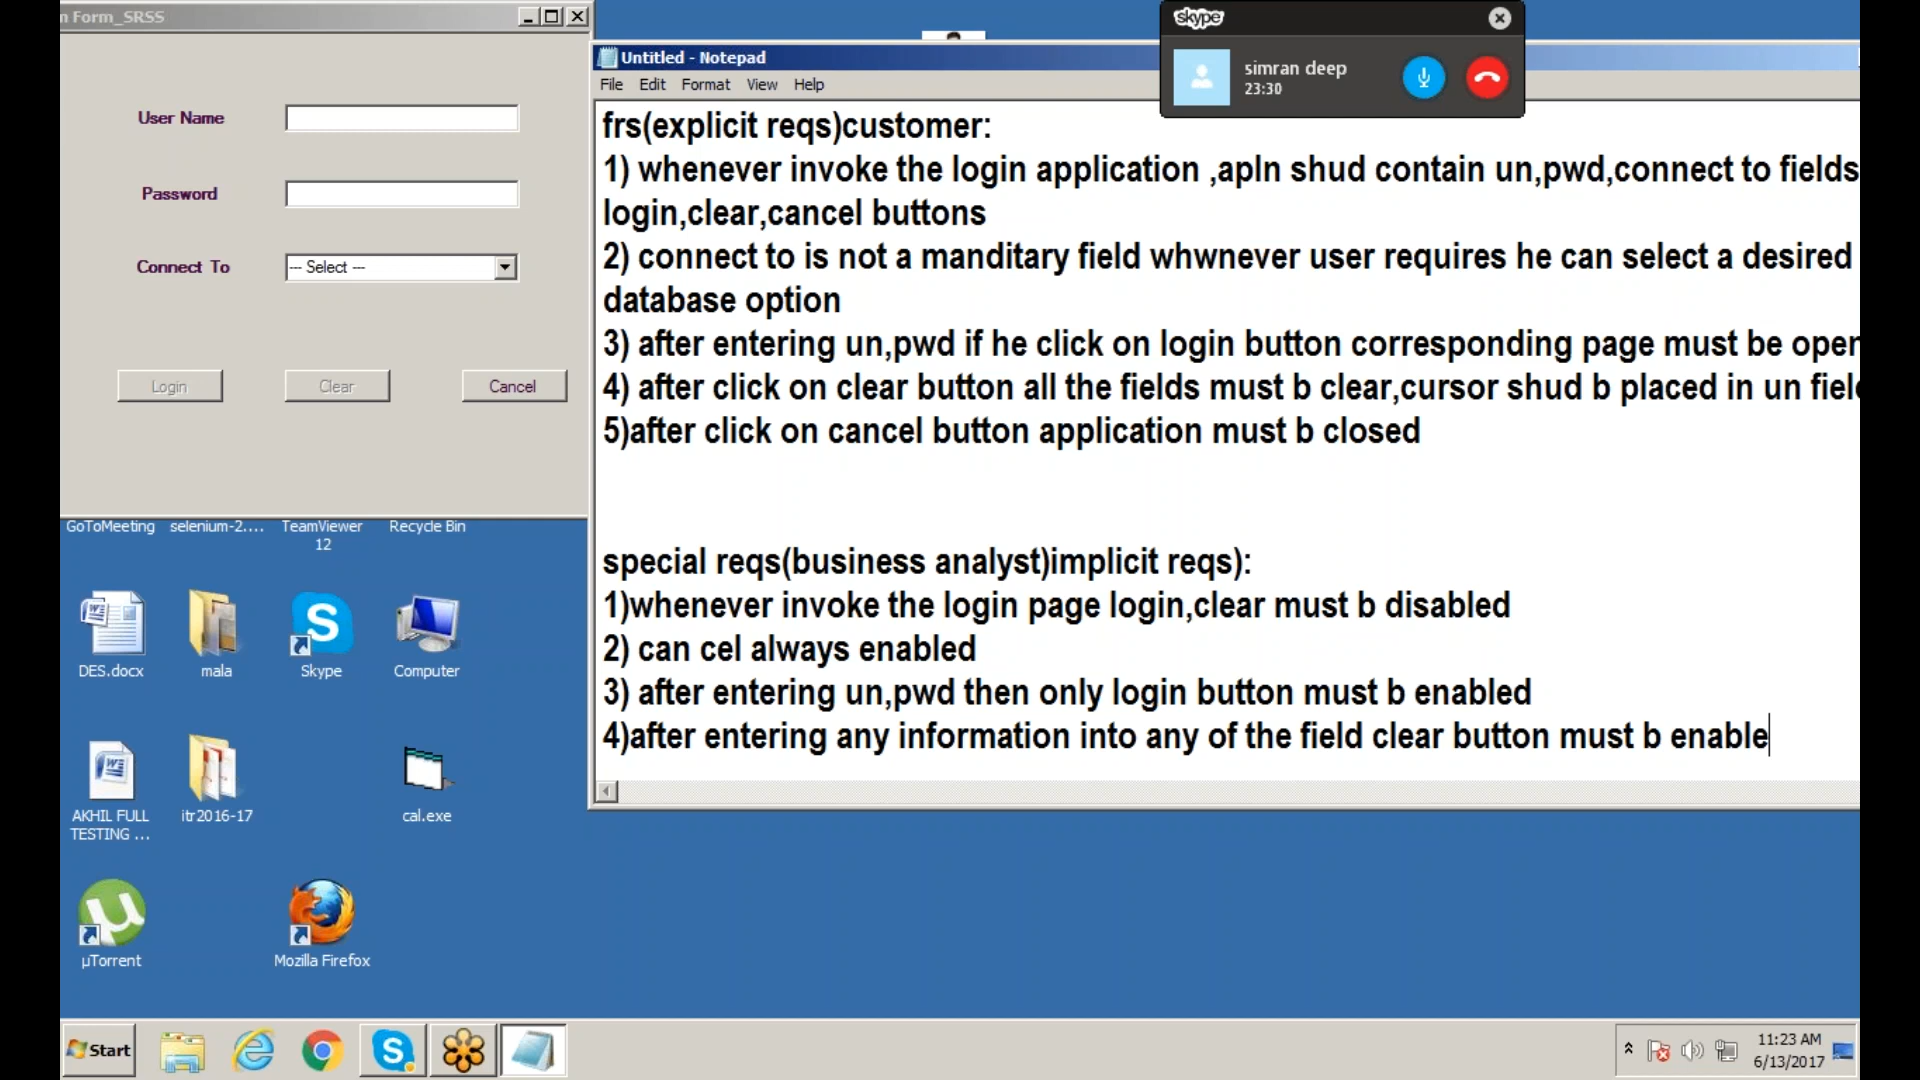 n Form_SRSS
User Name
Password
Connect To
--- Select ---
Login
Clear
Cancel
Untitled - Notepad
File Edit Format View Help
frs(explicit reqs)customer:
1) whenever invoke the login application ,apln shud contain un,pwd,connect to fields
login,clear,cancel buttons
2) connect to is not a manditary field whwnever user requires he can select a desired
database option
3) after entering un,pwd if he click on login button corresponding page must be open
4) after click on clear button all the fields must b clear,cursor shud b placed in un fiel
5)after click on cancel button application must b closed
special reqs(business analyst)implicit reqs):
1)whenever invoke the login page login,clear must b disabled
2) can cel always enabled
3) after entering un,pwd then only login button must b enabled
4)after entering any information into any of the field clear button must b enable
skype
simran deep
23:30
GoToMeeting
selenium-2....
TeamViewer
12
Recycle Bin
DES.docx
mala
Skype
Computer
AKHIL FULL
TESTING ...
itr2016-17
cal.exe
µTorrent
Mozilla Firefox
Start
11:23 AM
6/13/2017